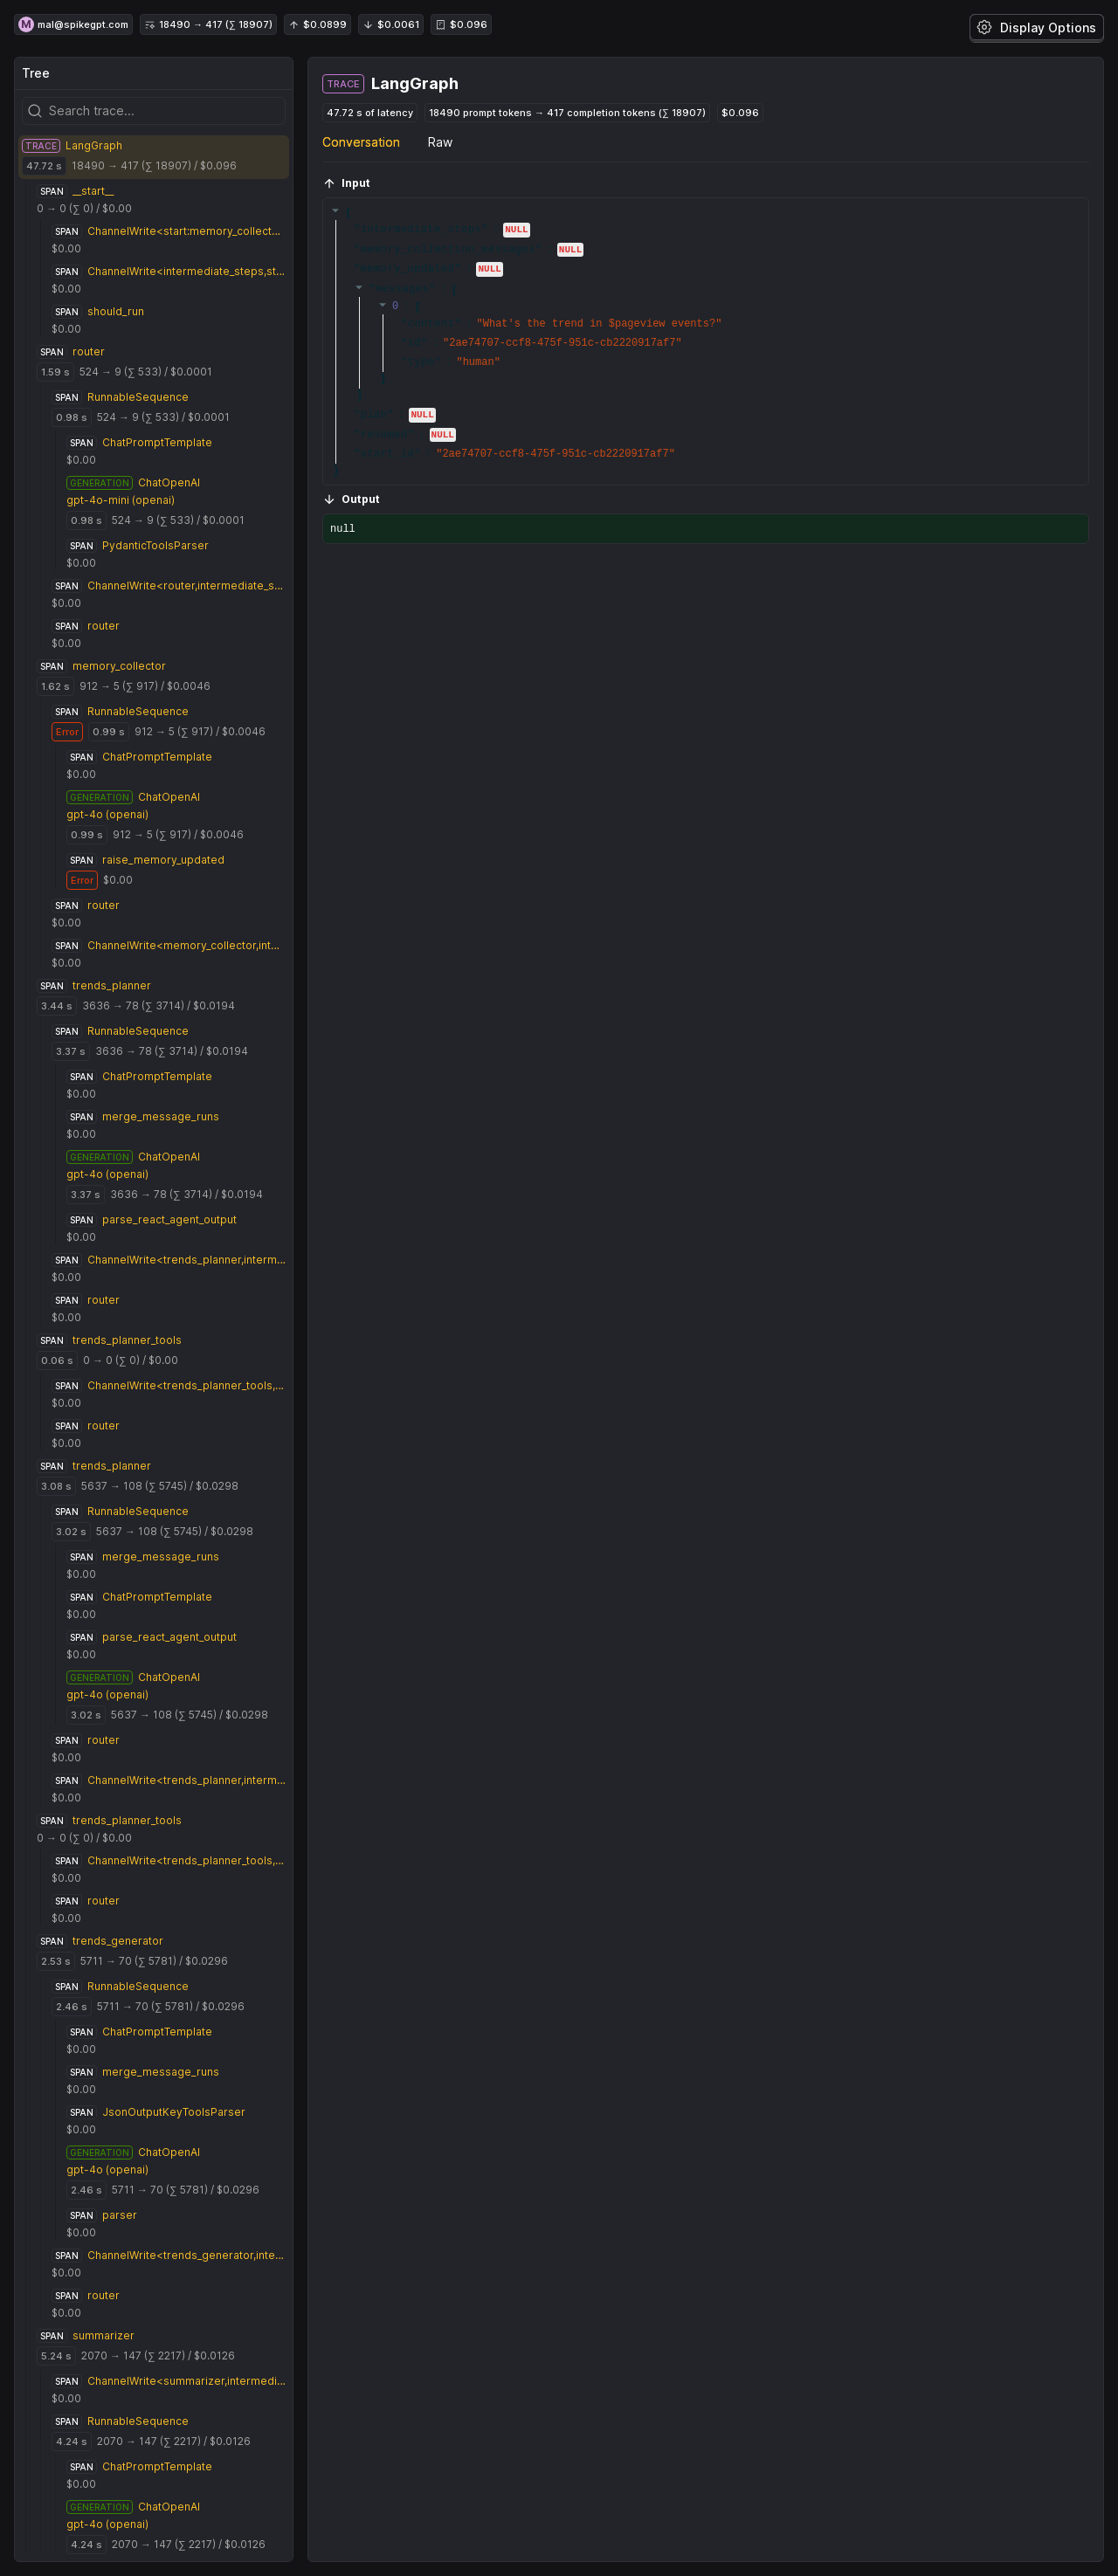 M mal@spikegpt.com 18490 → 417 (∑ 18907) $0.0899 $0.0061 $0.096 Display Options
Tree
Search trace...
TRACE LangGraph
47.72 s 18490 → 417 (∑ 18907) / $0.096
SPAN __start__
0 → 0 (∑ 0) / $0.00
SPAN ChannelWrite<start:memory_collect...
$0.00
SPAN ChannelWrite<intermediate_steps,st...
$0.00
SPAN should_run
$0.00
SPAN router
1.59 s 524 → 9 (∑ 533) / $0.0001
SPAN RunnableSequence
0.98 s 524 → 9 (∑ 533) / $0.0001
SPAN ChatPromptTemplate
$0.00
GENERATION ChatOpenAI
gpt-4o-mini (openai)
0.98 s 524 → 9 (∑ 533) / $0.0001
SPAN PydanticToolsParser
$0.00
SPAN ChannelWrite<router,intermediate_s...
$0.00
SPAN router
$0.00
SPAN memory_collector
1.62 s 912 → 5 (∑ 917) / $0.0046
SPAN RunnableSequence
Error 0.99 s 912 → 5 (∑ 917) / $0.0046
SPAN ChatPromptTemplate
$0.00
GENERATION ChatOpenAI
gpt-4o (openai)
0.99 s 912 → 5 (∑ 917) / $0.0046
SPAN raise_memory_updated
Error $0.00
SPAN router
$0.00
SPAN ChannelWrite<memory_collector,int...
$0.00
SPAN trends_planner
3.44 s 3636 → 78 (∑ 3714) / $0.0194
SPAN RunnableSequence
3.37 s 3636 → 78 (∑ 3714) / $0.0194
SPAN ChatPromptTemplate
$0.00
SPAN merge_message_runs
$0.00
GENERATION ChatOpenAI
gpt-4o (openai)
3.37 s 3636 → 78 (∑ 3714) / $0.0194
SPAN parse_react_agent_output
$0.00
SPAN ChannelWrite<trends_planner,interm...
$0.00
SPAN router
$0.00
SPAN trends_planner_tools
0.06 s 0 → 0 (∑ 0) / $0.00
SPAN ChannelWrite<trends_planner_tools,...
$0.00
SPAN router
$0.00
SPAN trends_planner
3.08 s 5637 → 108 (∑ 5745) / $0.0298
SPAN RunnableSequence
3.02 s 5637 → 108 (∑ 5745) / $0.0298
SPAN merge_message_runs
$0.00
SPAN ChatPromptTemplate
$0.00
SPAN parse_react_agent_output
$0.00
GENERATION ChatOpenAI
gpt-4o (openai)
3.02 s 5637 → 108 (∑ 5745) / $0.0298
SPAN router
$0.00
SPAN ChannelWrite<trends_planner,interm...
$0.00
SPAN trends_planner_tools
0 → 0 (∑ 0) / $0.00
SPAN ChannelWrite<trends_planner_tools,...
$0.00
SPAN router
$0.00
SPAN trends_generator
2.53 s 5711 → 70 (∑ 5781) / $0.0296
SPAN RunnableSequence
2.46 s 5711 → 70 (∑ 5781) / $0.0296
SPAN ChatPromptTemplate
$0.00
SPAN merge_message_runs
$0.00
SPAN JsonOutputKeyToolsParser
$0.00
GENERATION ChatOpenAI
gpt-4o (openai)
2.46 s 5711 → 70 (∑ 5781) / $0.0296
SPAN parser
$0.00
SPAN ChannelWrite<trends_generator,inte...
$0.00
SPAN router
$0.00
SPAN summarizer
5.24 s 2070 → 147 (∑ 2217) / $0.0126
SPAN ChannelWrite<summarizer,intermedi...
$0.00
SPAN RunnableSequence
4.24 s 2070 → 147 (∑ 2217) / $0.0126
SPAN ChatPromptTemplate
$0.00
GENERATION ChatOpenAI
gpt-4o (openai)
4.24 s 2070 → 147 (∑ 2217) / $0.0126
TRACE LangGraph
47.72 s of latency 18490 prompt tokens → 417 completion tokens (∑ 18907) $0.096
Conversation Raw
Input
NULL
NULL
NULL
0
"What's the trend in $pageview events?"
"2ae74707-ccf8-475f-951c-cb2220917af7"
"human"
NULL
NULL
"2ae74707-ccf8-475f-951c-cb2220917af7"
Output
null